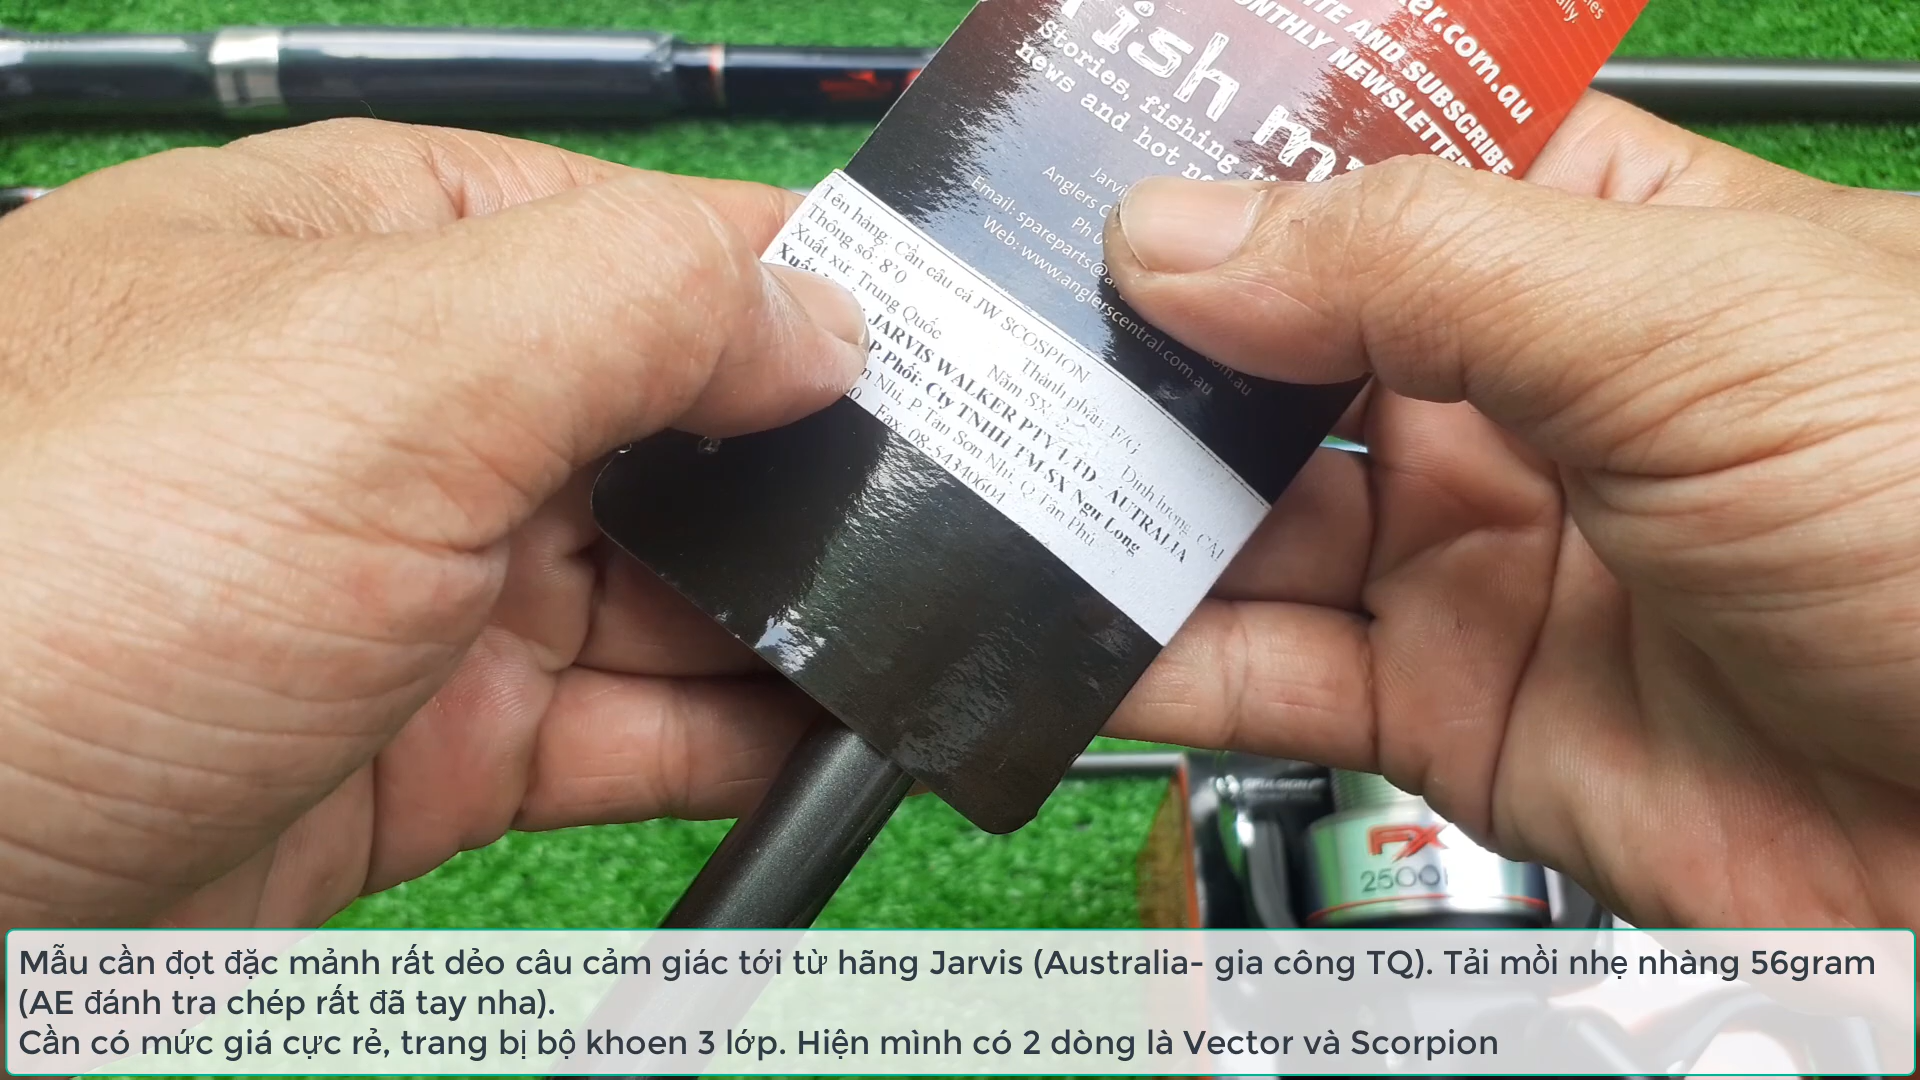 er.com.au
ITE AND SUBSCRIBE
ONTHLY NEWSLETTER
ish
Stories, fishing
news and hot
Jarvis
Anglers
Ph
Email: spareparts@
Web: www.anglerscentral.com.au
Tên hàng: Cần câu cá JW SCOSPION
Thông số: 8'0 Thành phần: F/G
Xuất xứ: Trung Quốc Năm SX: Định lượng: CÁI
JARVIS WALKER PTY LTD - AUTRALIA
P.Phối: Cty TNHH TM.SX Ngư Long
Nhì, P.Tân Sơn Nhì, Q Tân Phú
Fax: 08-54340604
FX
2500
Mẫu cần đọt đặc mảnh rất dẻo câu cảm giác tới từ hãng Jarvis (Australia- gia công TQ). Tải mồi nhẹ nhàng 56gram
(AE đánh tra chép rất đã tay nha).
Cần có mức giá cực rẻ, trang bị bộ khoen 3 lớp. Hiện mình có 2 dòng là Vector và Scorpion